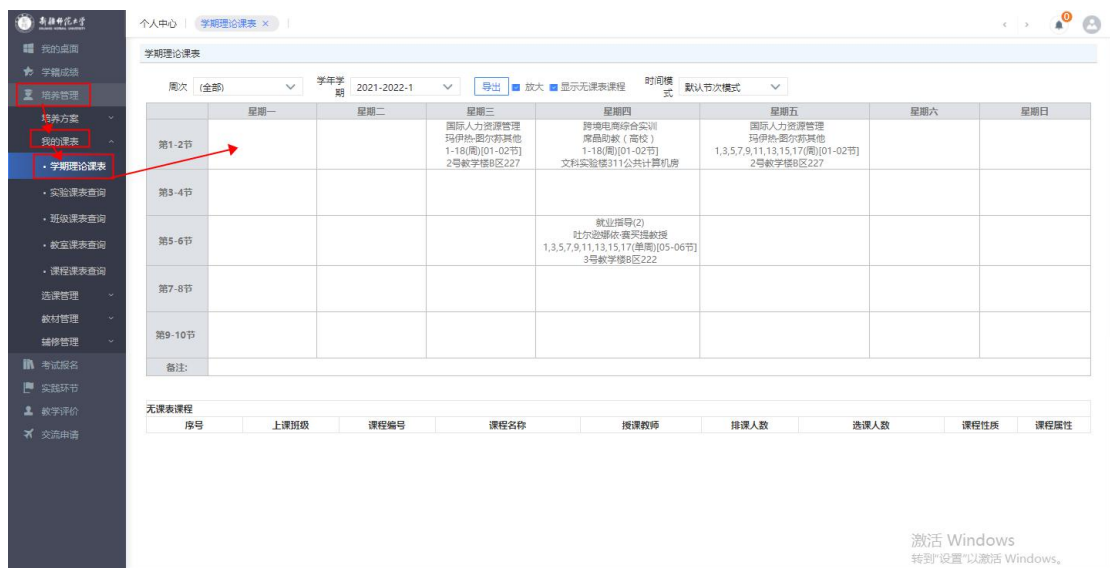 新疆师范大学
个人中心
学期理论课表 ×
0
我的桌面
学籍成绩
培养管理
培养方案
我的课表
• 学期理论课表
• 实验课表查询
• 班级课表查询
• 教室课表查询
• 课程课表查询
选课管理
教材管理
辅修管理
考试报名
实践环节
教学评价
交流申请
学期理论课表
周次 (全部) 学年学期 2021-2022-1 导出 放大 显示无课表课程 时间模式 默认节次模式
星期一 星期二 星期三 星期四 星期五 星期六 星期日
第1-2节
国际人力资源管理
玛伊热·图尔荪其他
1-18(周)[01-02节]
2号教学楼B区227
跨境电商综合实训
席晶助教（高校）
1-18(周)[01-02节]
文科实验楼311公共计算机房
国际人力资源管理
玛伊热·图尔荪其他
1,3,5,7,9,11,13,15,17(周)[01-02节]
2号教学楼B区227
第3-4节
第5-6节
就业指导(2)
吐尔逊娜依·赛买提教授
1,3,5,7,9,11,13,15,17(单周)[05-06节]
3号教学楼B区222
第7-8节
第9-10节
备注:
无课表课程
序号 上课班级 课程编号 课程名称 授课教师 排课人数 选课人数 课程性质 课程属性
激活 Windows
转到"设置"以激活 Windows。